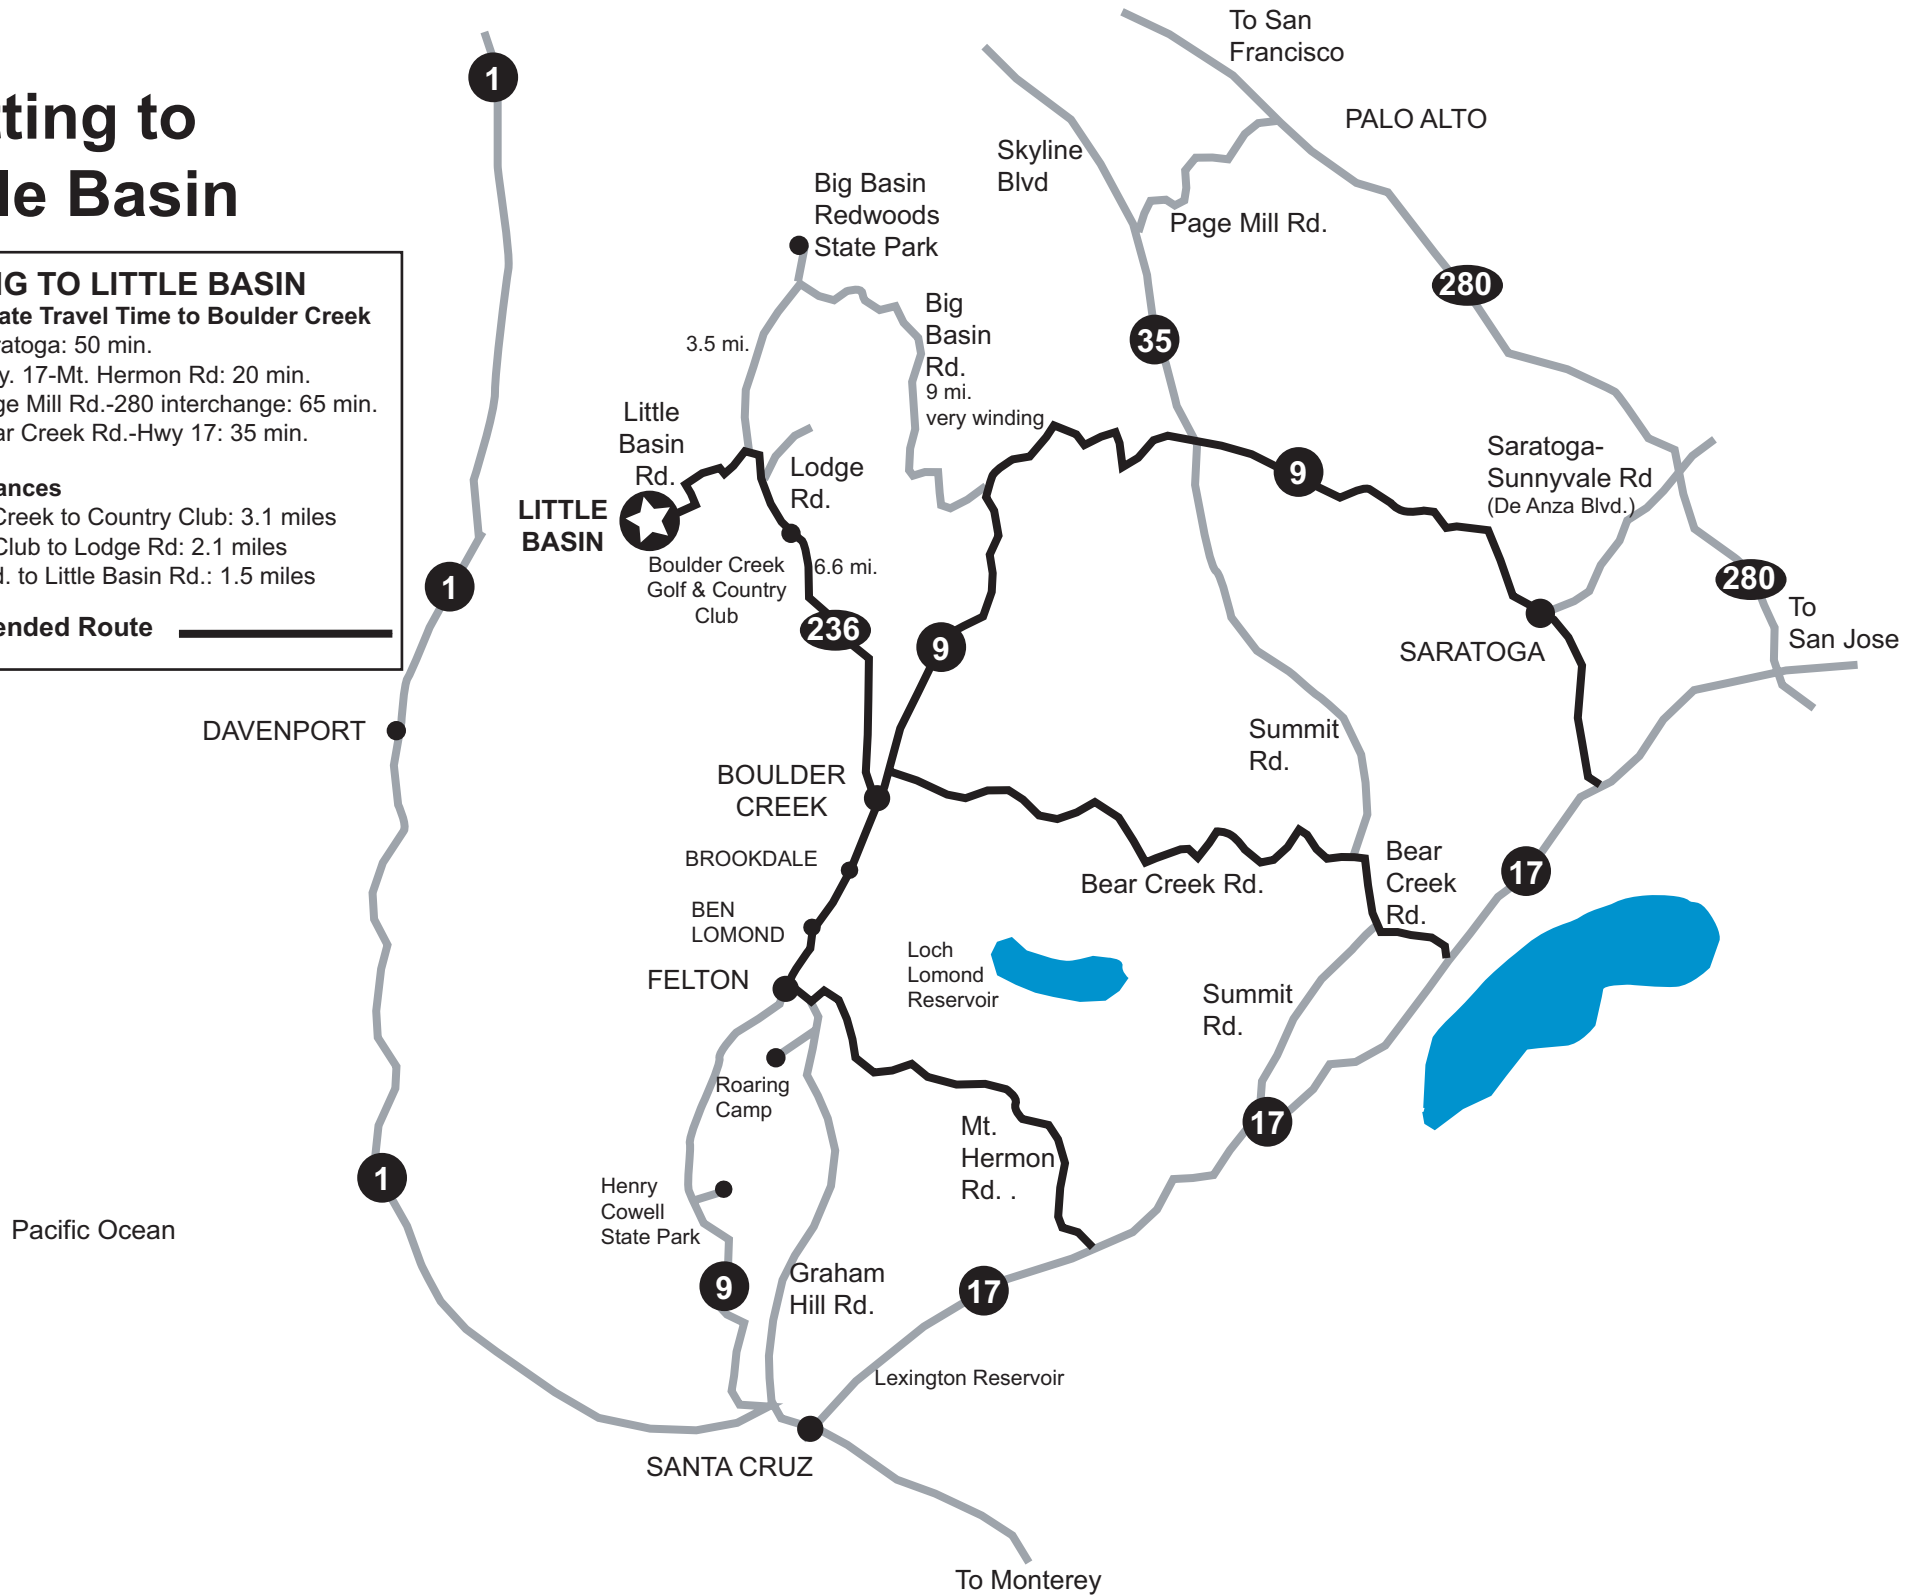 tting to
le Basin
NG TO LITTLE BASIN
ate Travel Time to Boulder Creek
ratoga: 50 min.
y. 17-Mt. Hermon Rd: 20 min.
ge Mill Rd.-280 interchange: 65 min.
ar Creek Rd.-Hwy 17: 35 min.
ances
Creek to Country Club: 3.1 miles
Club to Lodge Rd: 2.1 miles
d. to Little Basin Rd.: 1.5 miles
ended Route
1
To San
Francisco
PALO ALTO
Skyline
Blvd
Big Basin
Redwoods
State Park
Page Mill Rd.
280
Big
Basin
Rd.
9 mi.
very winding
35
3.5 mi.
Little
Basin
Rd.
LITTLE
BASIN
Lodge
Rd.
9
Saratoga-
Sunnyvale Rd
(De Anza Blvd.)
Boulder Creek
Golf & Country
Club
6.6 mi.
1
280
To
San Jose
236
9
SARATOGA
DAVENPORT
Summit
Rd.
BOULDER
CREEK
BROOKDALE
Bear Creek Rd.
Bear
Creek
Rd.
17
BEN
LOMOND
FELTON
Loch
Lomond
Reservoir
Summit
Rd.
Roaring
Camp
17
Mt.
Hermon
Rd. .
1
Henry
Cowell
State Park
Pacific Ocean
9
Graham
Hill Rd.
17
Lexington Reservoir
SANTA CRUZ
To Monterey